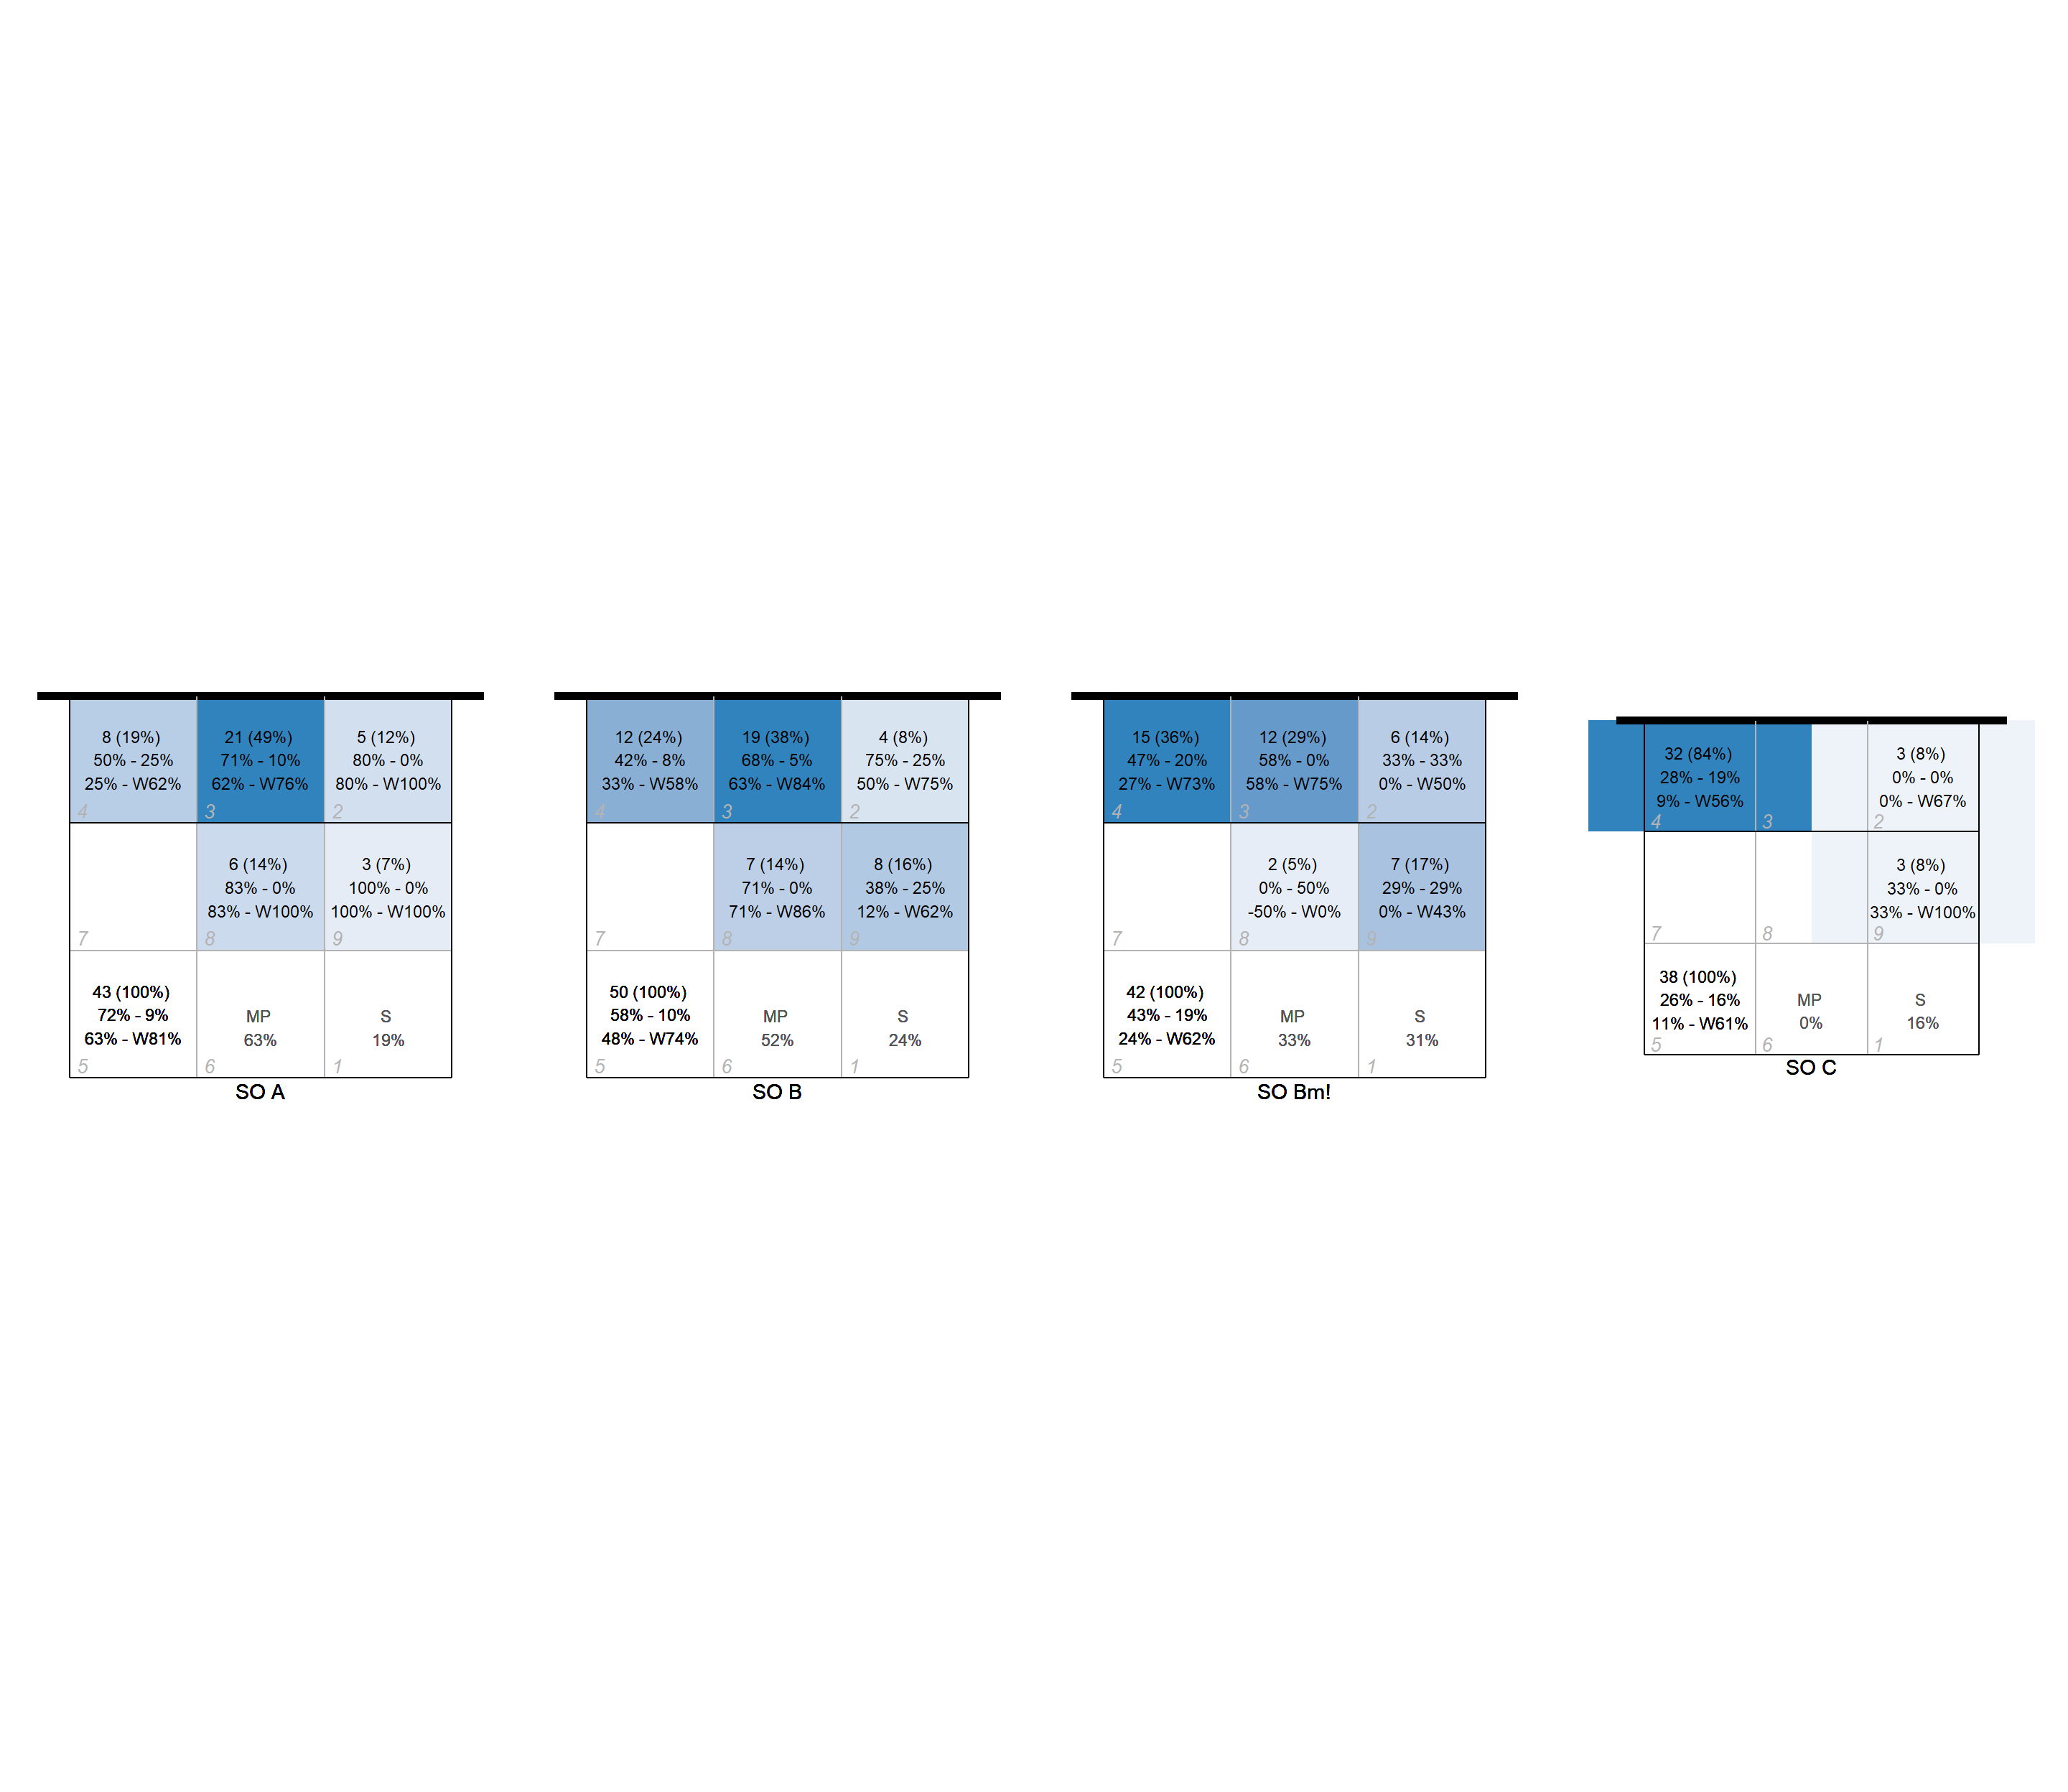 8 (19%)
50% - 25%
25% - W62%
4
21 (49%)
71% - 10%
62% - W76%
3
5 (12%)
80% - 0%
80% - W100%
2
7
6 (14%)
83% - 0%
83% - W100%
8
3 (7%)
100% - 0%
100% - W100%
9
43 (100%)
72% - 9%
63% - W81%
5
MP
63%
6
S
19%
1
SO A
12 (24%)
42% - 8%
33% - W58%
4
19 (38%)
68% - 5%
63% - W84%
3
4 (8%)
75% - 25%
50% - W75%
2
7
7 (14%)
71% - 0%
71% - W86%
8
8 (16%)
38% - 25%
12% - W62%
9
50 (100%)
58% - 10%
48% - W74%
5
MP
52%
6
S
24%
1
SO B
15 (36%)
47% - 20%
27% - W73%
4
12 (29%)
58% - 0%
58% - W75%
3
6 (14%)
33% - 33%
0% - W50%
2
7
2 (5%)
0% - 50%
-50% - W0%
8
7 (17%)
29% - 29%
0% - W43%
9
42 (100%)
43% - 19%
24% - W62%
5
MP
33%
6
S
31%
1
SO Bm!
32 (84%)
28% - 19%
9% - W56%
4
3
3 (8%)
0% - 0%
0% - W67%
2
7
8
3 (8%)
33% - 0%
33% - W100%
9
38 (100%)
26% - 16%
11% - W61%
5
MP
0%
6
S
16%
1
SO C